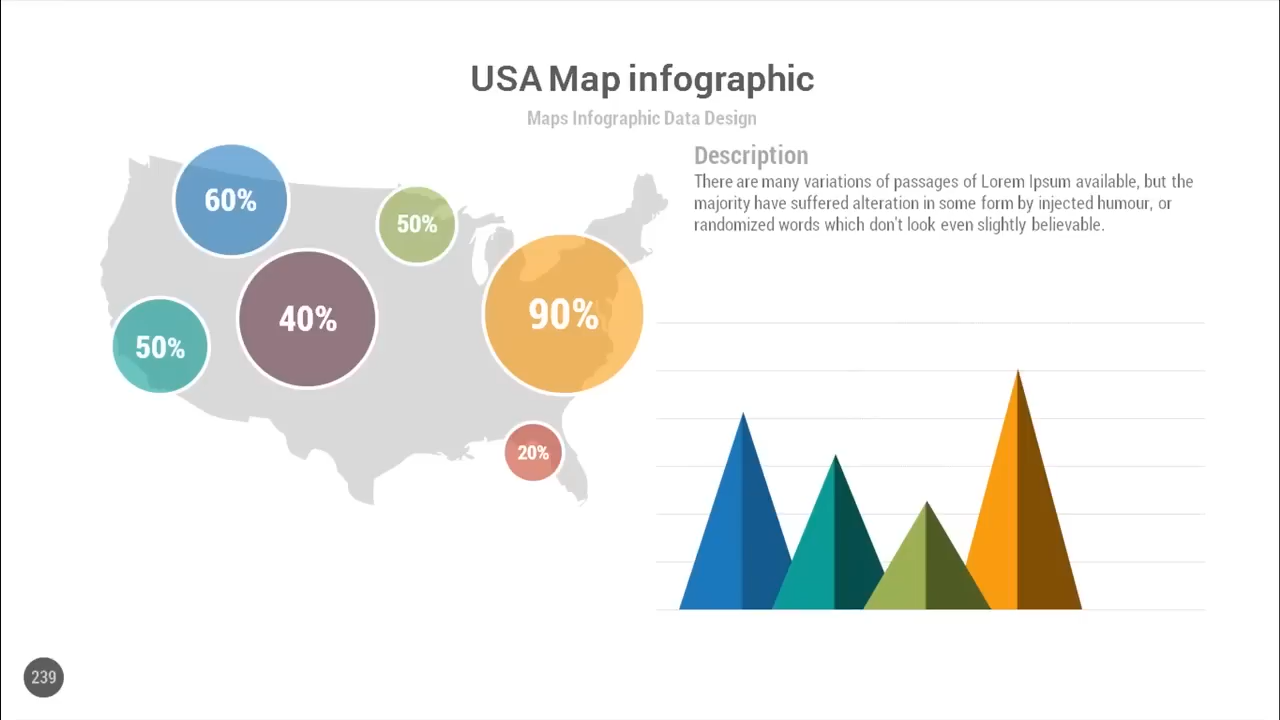 USA Map infographic
Maps Infographic Data Design
Description
There are many variations of passages of Lorem Ipsum available, but the
majority have suffered alteration in some form by injected humour, or
randomized words which don't look even slightly believable.
60%
50%
40%
90%
50%
20%
239